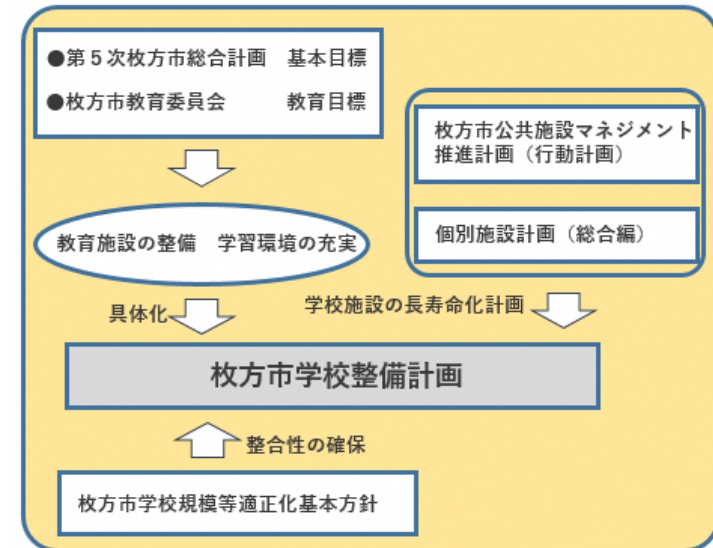 ●第５次枚方市総合計画　基本目標
●枚方市教育委員会　　　教育目標
枚方市公共施設マネジメント
推進計画（行動計画）
個別施設計画（総合編）
教育施設の整備　学習環境の充実
具体化
学校施設の長寿命化計画
枚方市学校整備計画
整合性の確保
枚方市学校規模等適正化基本方針